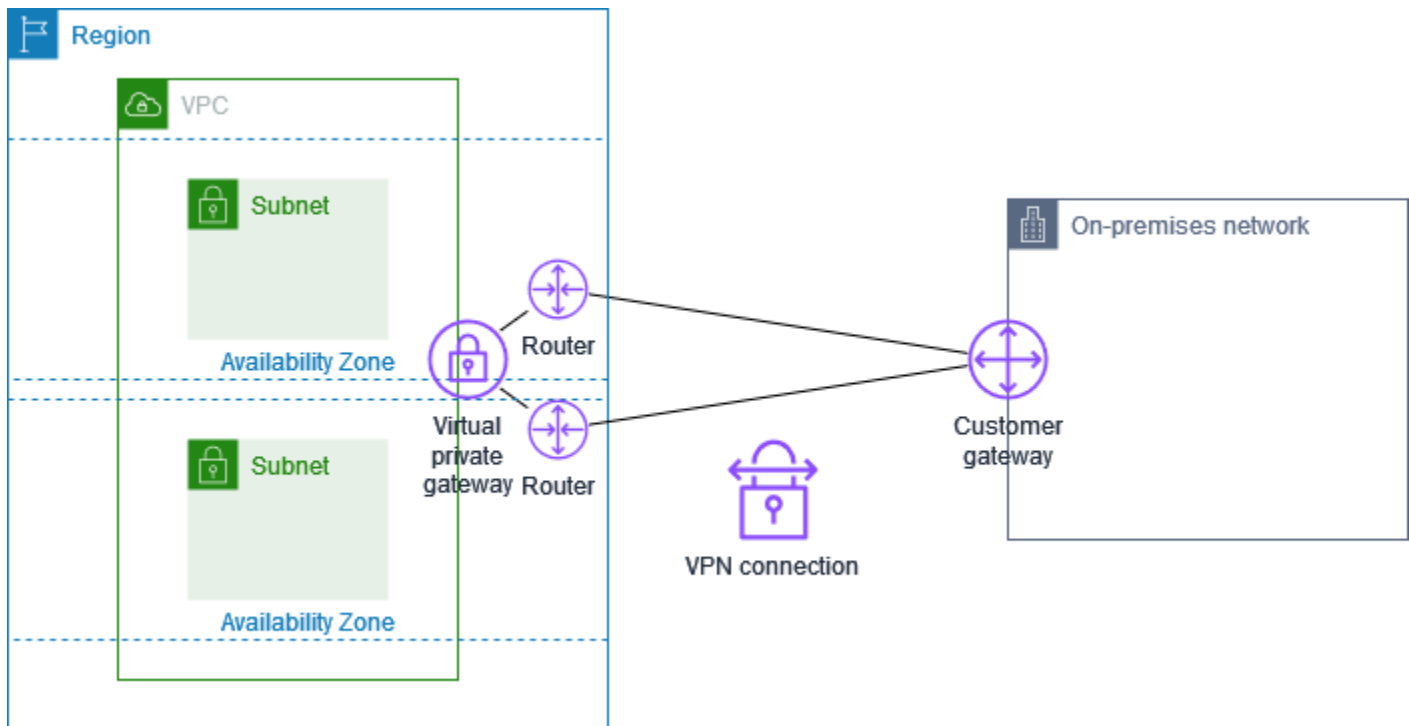 Region
VPC
Subnet
Availability Zone
Subnet
Availability Zone
Router
Virtual
private
gateway
Router
VPN connection
Customer
gateway
On-premises network